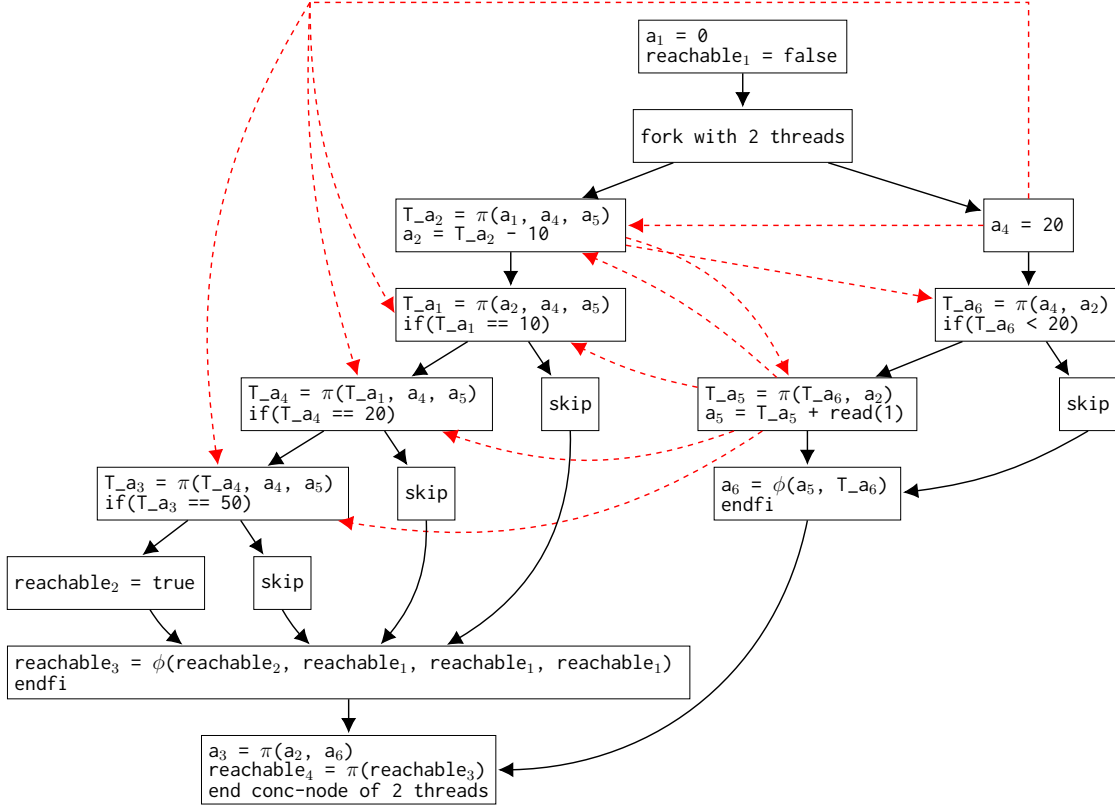 a₁ = 0
reachable₁ = false
fork with 2 threads
T_a₂ = π(a₁, a₄, a₅)
a₂ = T_a₂ - 10
a₄ = 20
T_a₁ = π(a₂, a₄, a₅)
if(T_a₁ == 10)
T_a₆ = π(a₄, a₂)
if(T_a₆ < 20)
T_a₄ = π(T_a₁, a₄, a₅)
if(T_a₄ == 20)
skip
T_a₅ = π(T_a₆, a₂)
a₅ = T_a₅ + read(1)
skip
T_a₃ = π(T_a₄, a₄, a₅)
if(T_a₃ == 50)
skip
a₆ = ϕ(a₅, T_a₆)
endfi
reachable₂ = true
skip
reachable₃ = ϕ(reachable₂, reachable₁, reachable₁, reachable₁)
endfi
a₃ = π(a₂, a₆)
reachable₄ = π(reachable₃)
end conc-node of 2 threads